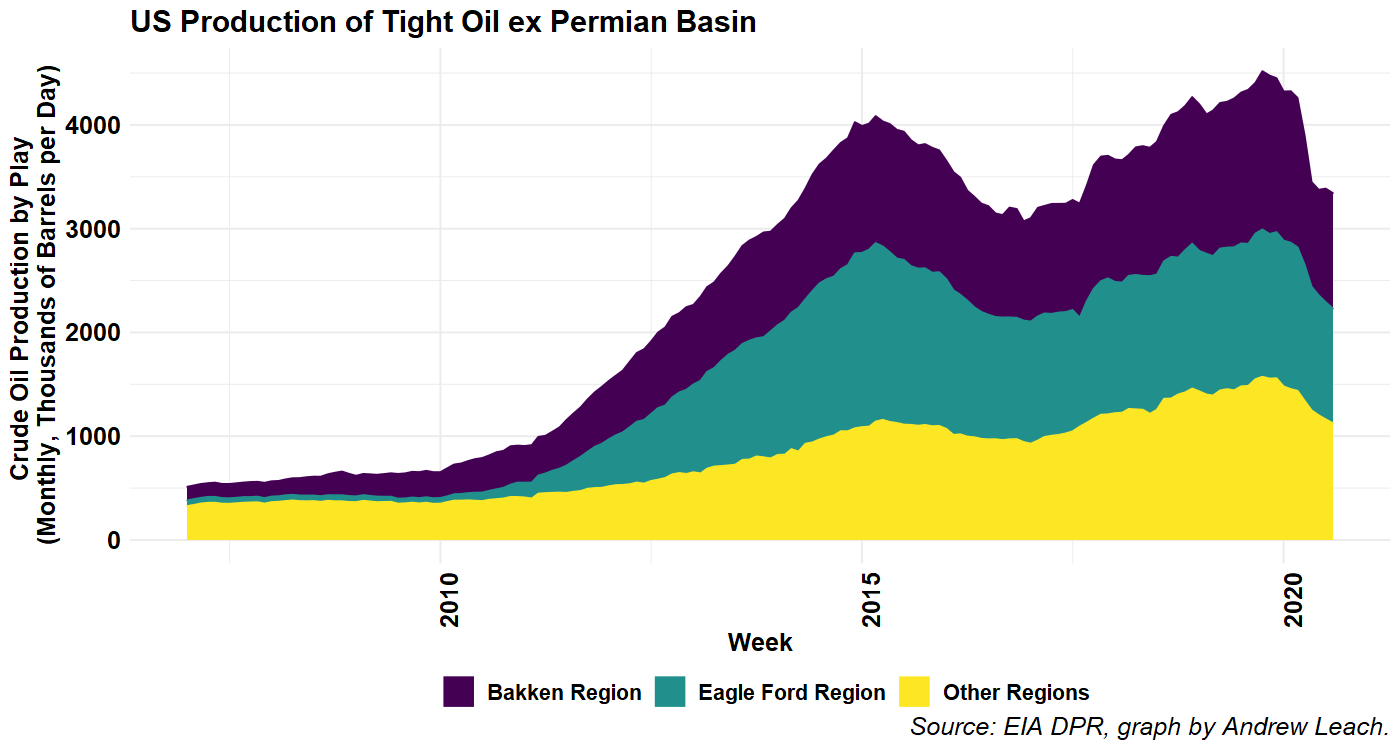 US Production of Tight Oil ex Permian Basin
Crude Oil Production by Play
(Monthly, Thousands of Barrels per Day)
4000
3000
2000
1000
0
2010
2015
2020
Week
Bakken Region
Eagle Ford Region
Other Regions
Source: EIA DPR, graph by Andrew Leach.